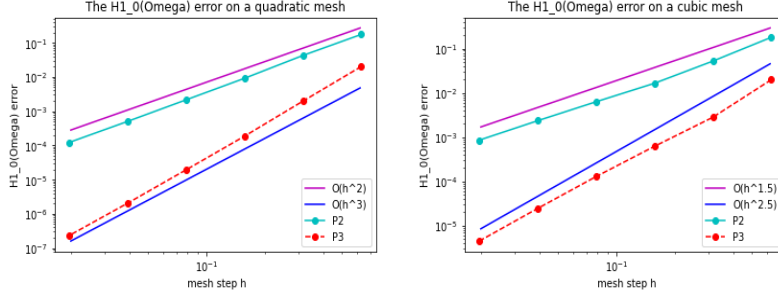 The H1_0(Omega) error on a quadratic mesh
H1_0(Omega) error
10^-1
10^-2
10^-3
10^-4
10^-5
10^-6
10^-7
O(h^2)
O(h^3)
P2
P3
10^-1
mesh step h
The H1_0(Omega) error on a cubic mesh
H1_0(Omega) error
10^-1
10^-2
10^-3
10^-4
10^-5
O(h^1.5)
O(h^2.5)
P2
P3
10^-1
mesh step h